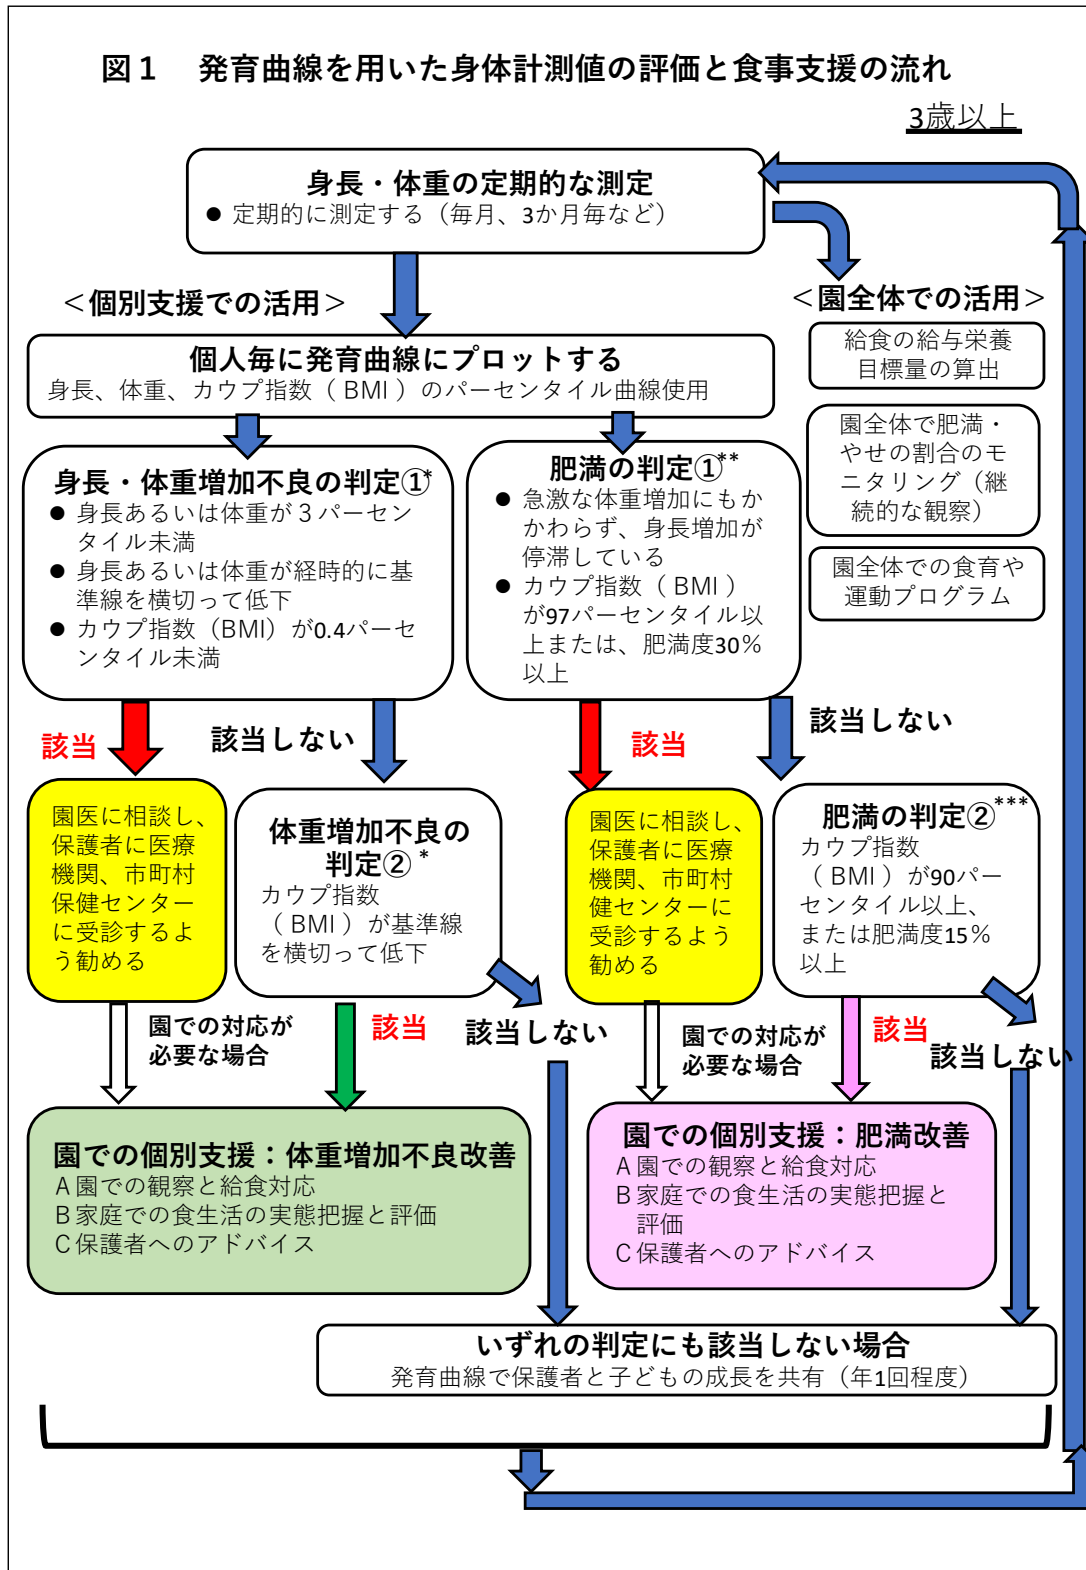 図1 発育曲線を用いた身体計測値の評価と食事支援の流れ
3歳以上
身長・体重の定期的な測定
● 定期的に測定する（毎月、3か月毎など）
＜個別支援での活用＞
＜園全体での活用＞
個人毎に発育曲線にプロットする
身長、体重、カウプ指数（BMI）のパーセンタイル曲線使用
給食の給与栄養
目標量の算出
園全体で肥満・
やせの割合のモ
ニタリング（継
続的な観察）
園全体での食育や
運動プログラム
身長・体重増加不良の判定①*
● 身長あるいは体重が3パーセン
タイル未満
● 身長あるいは体重が経時的に基
準線を横切って低下
● カウプ指数（BMI）が0.4パーセ
ンタイル未満
肥満の判定①**
● 急激な体重増加にもか
かわらず、身長増加が
停滞している
● カウプ指数（BMI）
が97パーセンタイル以
上または、肥満度30％
以上
該当
該当しない
該当
該当しない
園医に相談し、
保護者に医療
機関、市町村
保健センター
に受診するよ
う勧める
体重増加不良の
判定②*
カウプ指数
（BMI）が基準線
を横切って低下
園医に相談し、
保護者に医療
機関、市町村
健センターに
受診するよう
勧める
肥満の判定②***
カウプ指数
（BMI）が90パー
センタイル以上、
または肥満度15％
以上
園での対応が
必要な場合
該当
該当しない
園での対応が
必要な場合
該当
該当しない
園での個別支援：体重増加不良改善
A園での観察と給食対応
B家庭での食生活の実態把握と評価
C保護者へのアドバイス
園での個別支援：肥満改善
A園での観察と給食対応
B家庭での食生活の実態把握と
評価
C保護者へのアドバイス
いずれの判定にも該当しない場合
発育曲線で保護者と子どもの成長を共有（年1回程度）